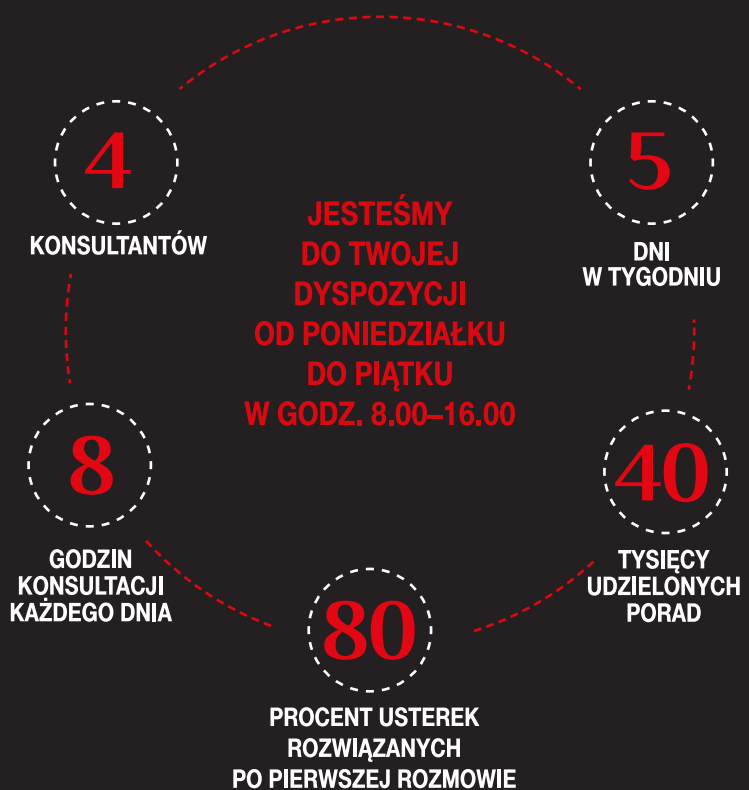 4
KONSULTANTÓW
5
DNI
W TYGODNIU
JESTEŚMY
DO TWOJEJ
DYSPOZYCJI
OD PONIEDZIAŁKU
DO PIĄTKU
W GODZ. 8.00–16.00
8
GODZIN
KONSULTACJI
KAŻDEGO DNIA
40
TYSIĘCY
UDZIELONYCH
PORAD
80
PROCENT USTEREK
ROZWIĄZANYCH
PO PIERWSZEJ ROZMOWIE